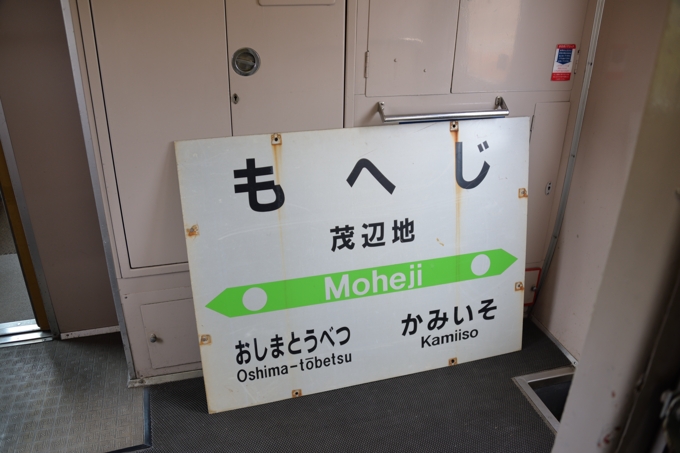 もへじ
茂辺地
Moheji
おしまとうべつ
Oshima-tōbetsu
かみいそ
Kamiiso